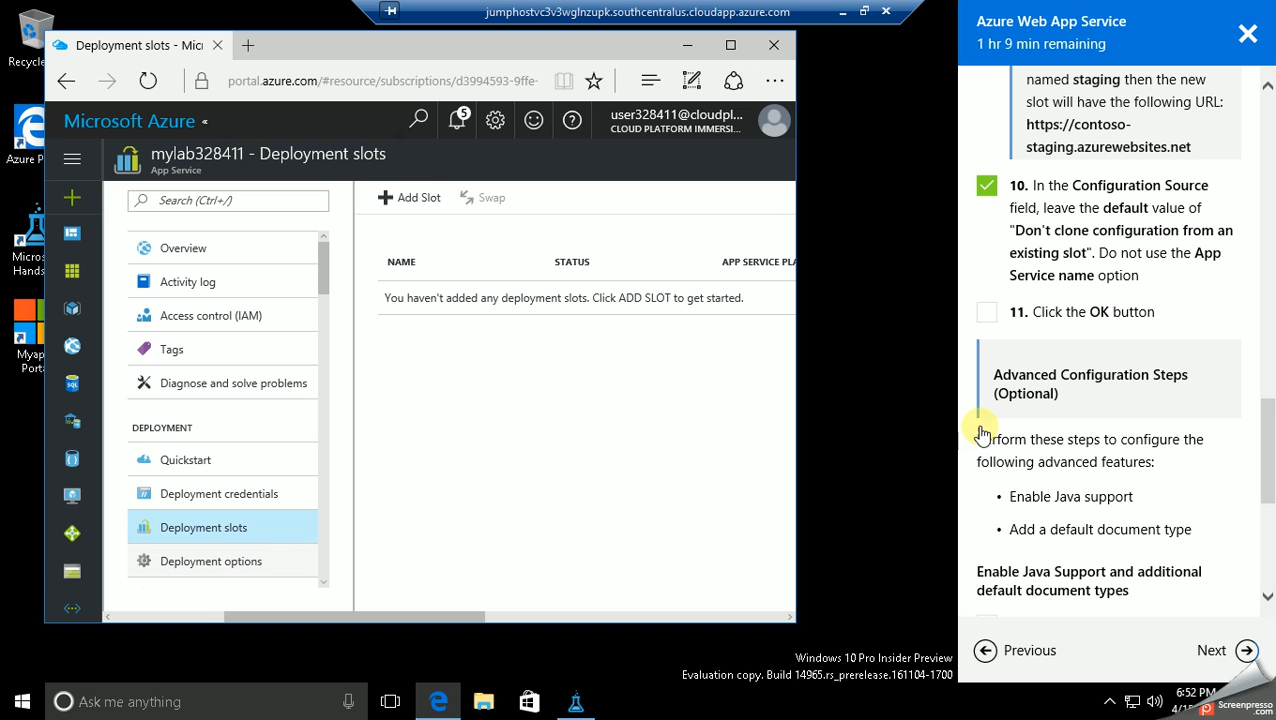 jumphostvc3v3wglnzupk.southcentralus.cloudapp.azure.com
Recycle
Azure P
Micros
Hands
Myap
Port
Deployment slots - Micr
portal.azure.com/#resource/subscriptions/d3994593-9ffe-
Microsoft Azure «
5
user328411@cloudpl...
CLOUD PLATFORM IMMERSI...
mylab328411 - Deployment slots
App Service
Search (Ctrl+/)
Add Slot
Swap
Overview
Activity log
Access control (IAM)
Tags
Diagnose and solve problems
DEPLOYMENT
Quickstart
Deployment credentials
Deployment slots
Deployment options
NAME STATUS APP SERVICE PLA
You haven't added any deployment slots. Click ADD SLOT to get started.
SQL
Azure Web App Service
1 hr 9 min remaining
named staging then the new
slot will have the following URL:
https://contoso-
staging.azurewebsites.net
10. In the Configuration Source
field, leave the default value of
"Don't clone configuration from an
existing slot". Do not use the App
Service name option
11. Click the OK button
Advanced Configuration Steps
(Optional)
rform these steps to configure the
following advanced features:
• Enable Java support
• Add a default document type
Enable Java Support and additional
default document types
Previous
Next
Windows 10 Pro Insider Preview
Evaluation copy. Build 14965.rs_prerelease.161104-1700
Ask me anything
6:52 PM
Screenpresso
.com